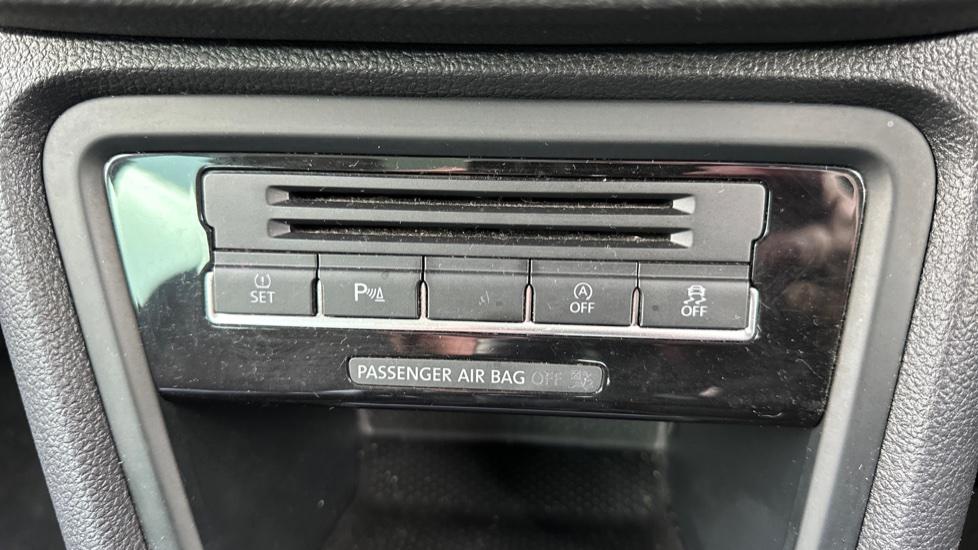 SET
P
A
OFF
OFF
PASSENGER AIR BAG OFF